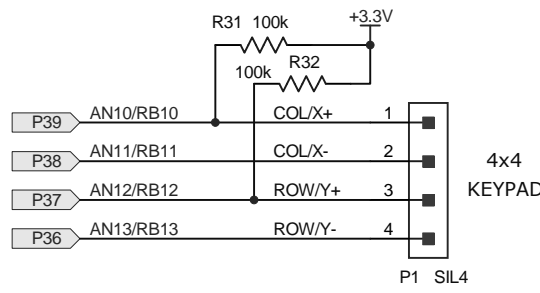 R31 100k
+3.3V
100k R32
P39 AN10/RB10 COL/X+ 1
P38 AN11/RB11 COL/X- 2
4x4
P37 AN12/RB12 ROW/Y+ 3
KEYPAD
P36 AN13/RB13 ROW/Y- 4
P1 SIL4